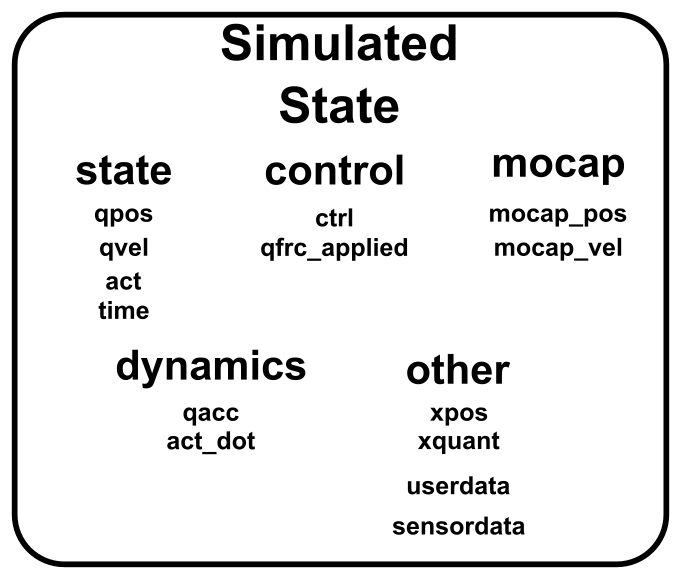 Simulated
State
state
qpos
qvel
act
time
control
ctrl
qfrc_applied
mocap
mocap_pos
mocap_vel
dynamics
qacc
act_dot
other
xpos
xquant
userdata
sensordata